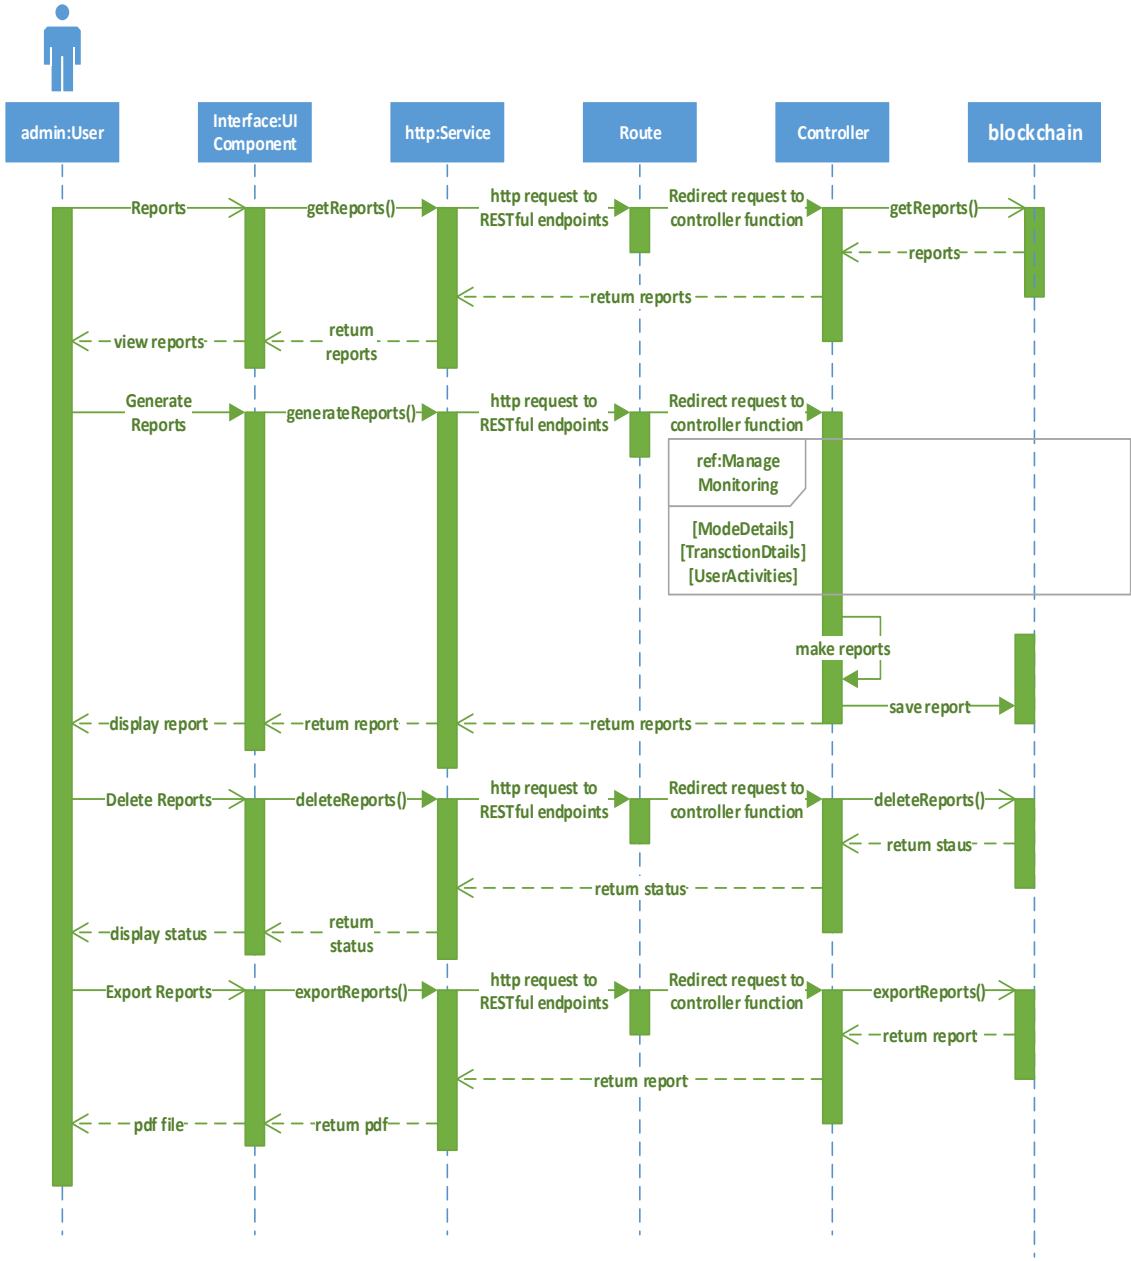 admin:User
Interface:UI
Component
http:Service
Route
Controller
blockchain
Reports
getReports()
http request to
RESTful endpoints
Redirect request to
controller function
getReports()
reports
return reports
view reports
return
reports
Generate
Reports
generateReports()
http request to
RESTful endpoints
Redirect request to
controller function
ref:Manage
Monitoring
[ModeDetails]
[TransctionDtails]
[UserActivities]
make reports
save report
display report
return report
return reports
Delete Reports
deleteReports()
http request to
RESTful endpoints
Redirect request to
controller function
deleteReports()
return staus
return status
display status
return
status
Export Reports
exportReports()
http request to
RESTful endpoints
Redirect request to
controller function
exportReports()
return report
return report
pdf file
return pdf